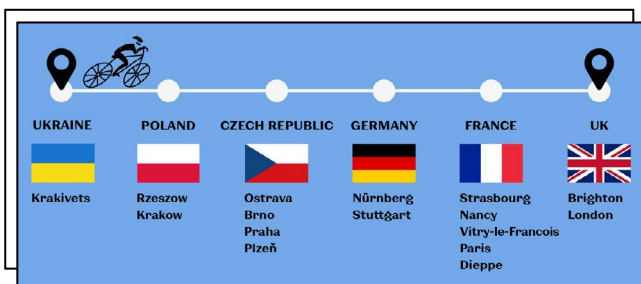 UKRAINE
POLAND
CZECH REPUBLIC
GERMANY
FRANCE
UK
Krakivets
Rzeszow
Krakow
Ostrava
Brno
Praha
Plzeň
Nürnberg
Stuttgart
Strasbourg
Nancy
Vitry-le-Francois
Paris
Dieppe
Brighton
London